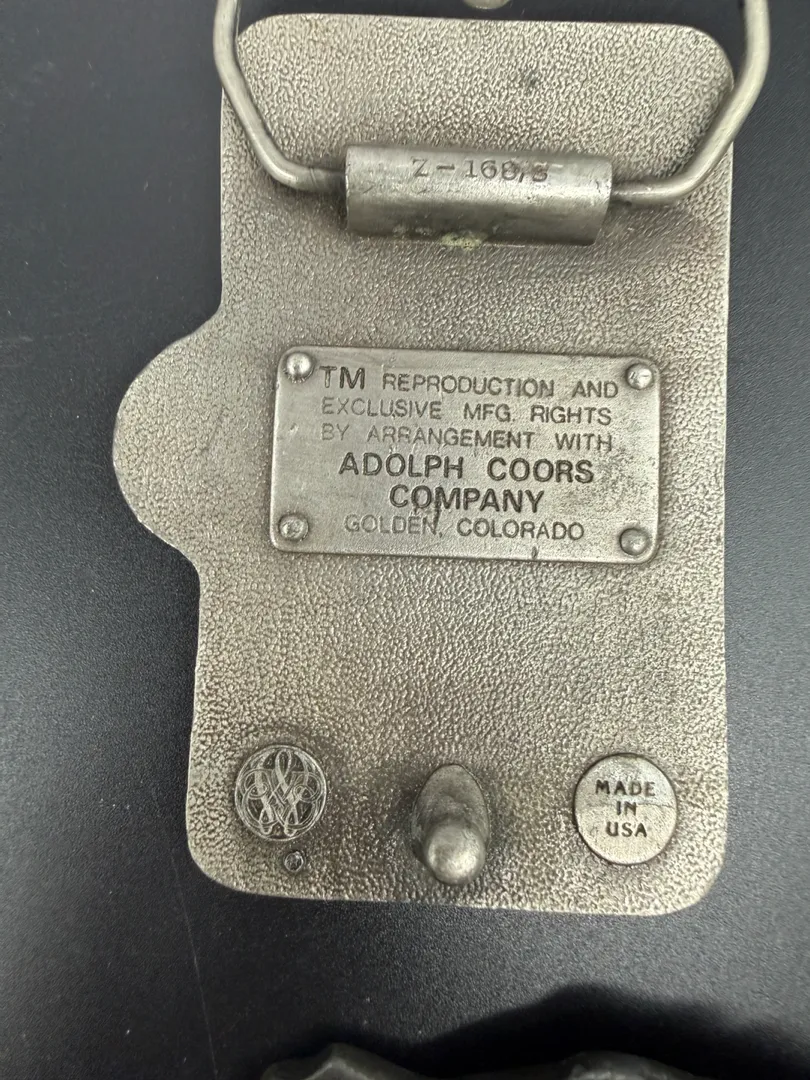 TM REPRODUCTION AND
EXCLUSIVE MFG. RIGHTS
BY ARRANGEMENT WITH
ADOLPH COORS
COMPANY
GOLDEN, COLORADO
MADE
IN
USA